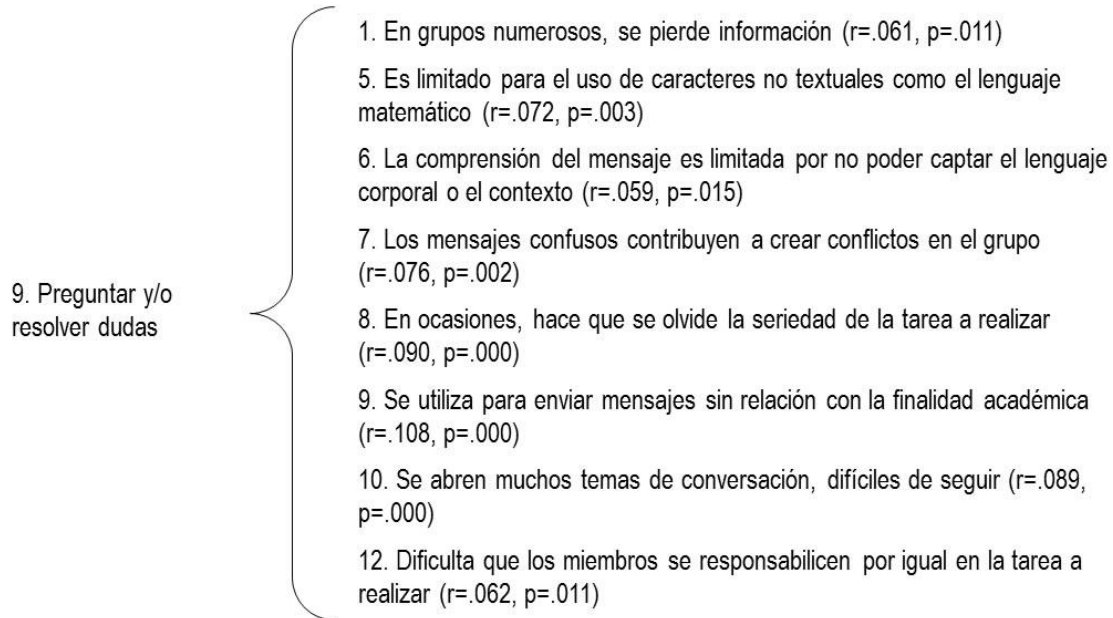 1. En grupos numerosos, se pierde información (r=.061, p=.011)
5. Es limitado para el uso de caracteres no textuales como el lenguaje
matemático (r=.072, p=.003)
6. La comprensión del mensaje es limitada por no poder captar el lenguaje
corporal o el contexto (r=.059, p=.015)
7. Los mensajes confusos contribuyen a crear conflictos en el grupo
(r=.076, p=.002)
9. Preguntar y/o
resolver dudas
8. En ocasiones, hace que se olvide la seriedad de la tarea a realizar
(r=.090, p=.000)
9. Se utiliza para enviar mensajes sin relación con la finalidad académica
(r=.108, p=.000)
10. Se abren muchos temas de conversación, difíciles de seguir (r=.089,
p=.000)
12. Dificulta que los miembros se responsabilicen por igual en la tarea a
realizar (r=.062, p=.011)